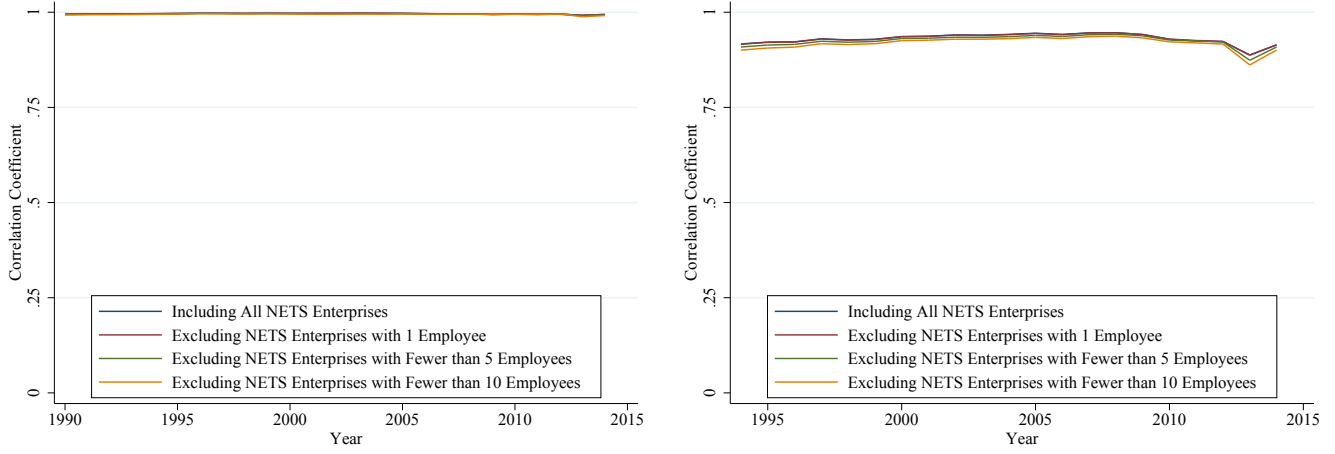 1
.75
.5
.25
0
Correlation Coefficient
Including All NETS Enterprises
Excluding NETS Enterprises with 1 Employee
Excluding NETS Enterprises with Fewer than 5 Employees
Excluding NETS Enterprises with Fewer than 10 Employees
1990 1995 2000 2005 2010 2015
Year
1
.75
.5
.25
0
Correlation Coefficient
Including All NETS Enterprises
Excluding NETS Enterprises with 1 Employee
Excluding NETS Enterprises with Fewer than 5 Employees
Excluding NETS Enterprises with Fewer than 10 Employees
1995 2000 2005 2010 2015
Year